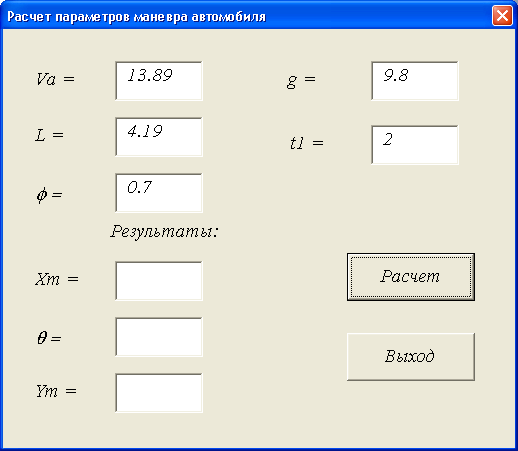 Расчет параметров маневра автомобиля
Va = 13.89
g = 9.8
L = 4.19
t1 = 2
ϕ = 0.7
Результаты:
Xm =
Расчет
θ =
Выход
Ym =